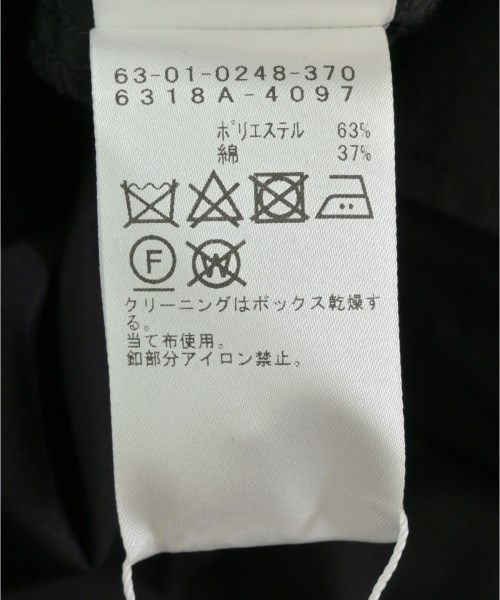 63-01-0248-370
6318A-4097
ポリエステル 63%
綿 37%
F W
クリーニングはボックス乾燥す
る。
当て布使用。
釦部分アイロン禁止。